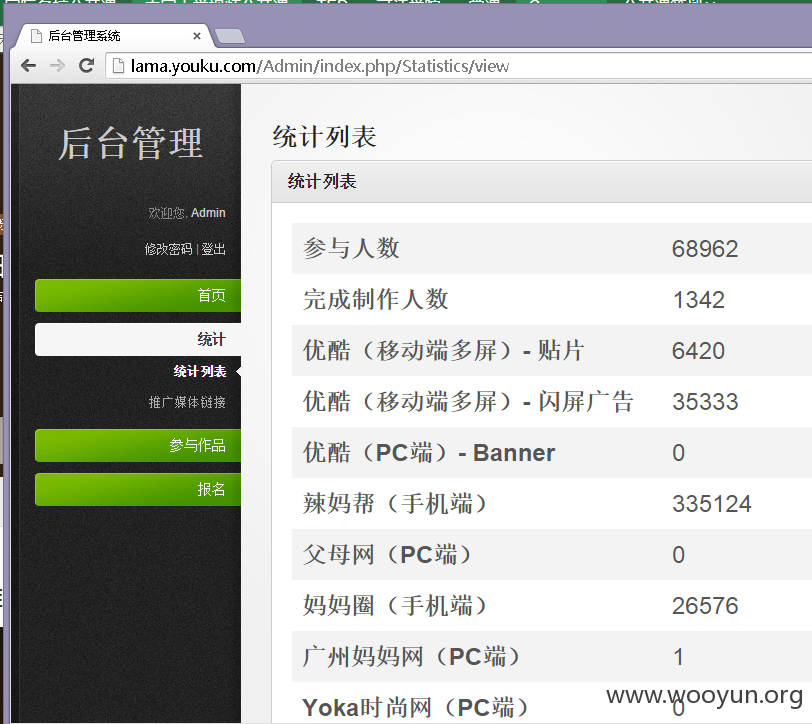 后台管理系统
lama.youku.com/Admin/index.php/Statistics/view
后台管理
欢迎您, Admin
修改密码 | 登出
首页
统计
统计列表
推广媒体链接
参与作品
报名
统计列表
统计列表
参与人数 68962
完成制作人数 1342
优酷（移动端多屏）- 贴片 6420
优酷（移动端多屏）- 闪屏广告 35333
优酷（PC端）- Banner 0
辣妈帮（手机端） 335124
父母网（PC端） 0
妈妈圈（手机端） 26576
广州妈妈网（PC端） 1
Yoka时尚网（PC端） 0
www.wooyun.org